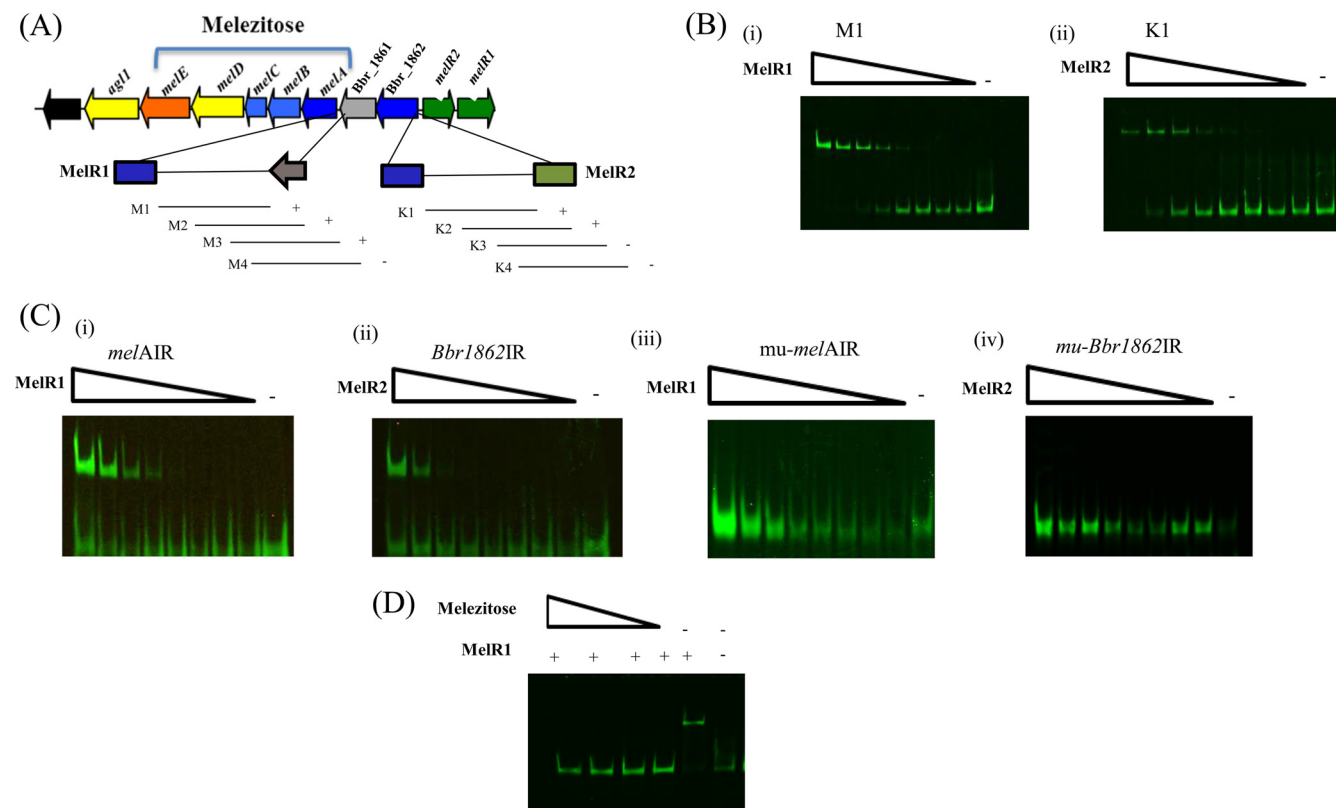 (A)
Melezitose
agl1 melE melD melC melB melA Bbr_1861 Bbr_1862 melR2 melR1
MelR1 MelR2
M1 + K1 +
M2 + K2 +
M3 + K3 -
M4 - K4 -
(B)
(i) M1 (ii) K1
MelR1 - MelR2 -
(C)
(i) melAIR (ii) Bbr1862IR (iii) mu-melAIR (iv) mu-Bbr1862IR
MelR1 - MelR2 - MelR1 - MelR2 -
(D)
Melezitose - -
MelR1 + + + + + -